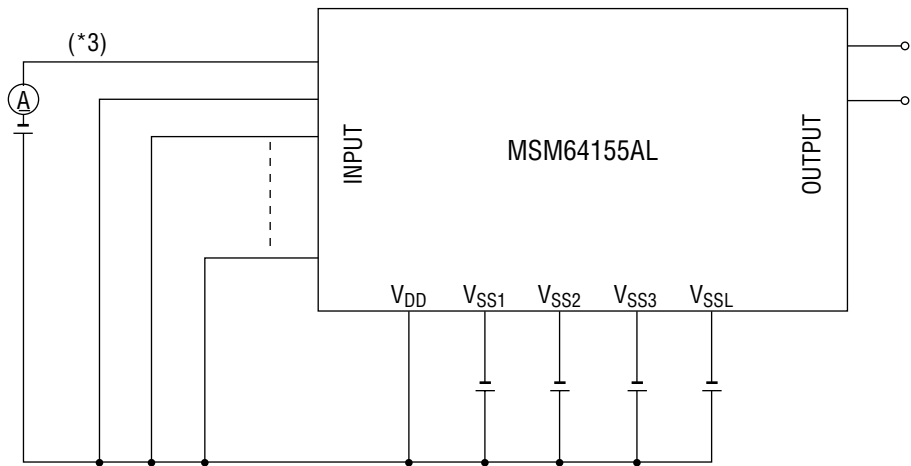 (*3)
A
INPUT
MSM64155AL
OUTPUT
VDD VSS1 VSS2 VSS3 VSSL